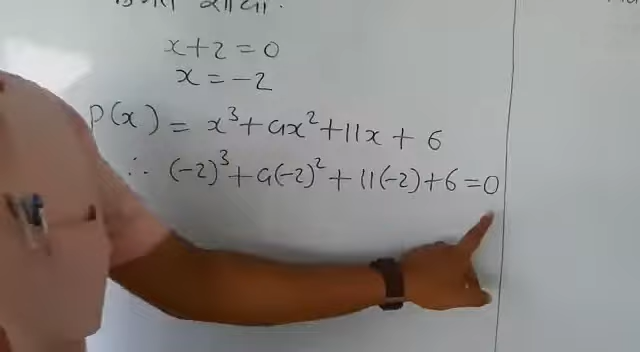 x+2=0
x=-2
P(x) = x³+ax²+11x+6
∴ (-2)³+a(-2)²+11(-2)+6=0